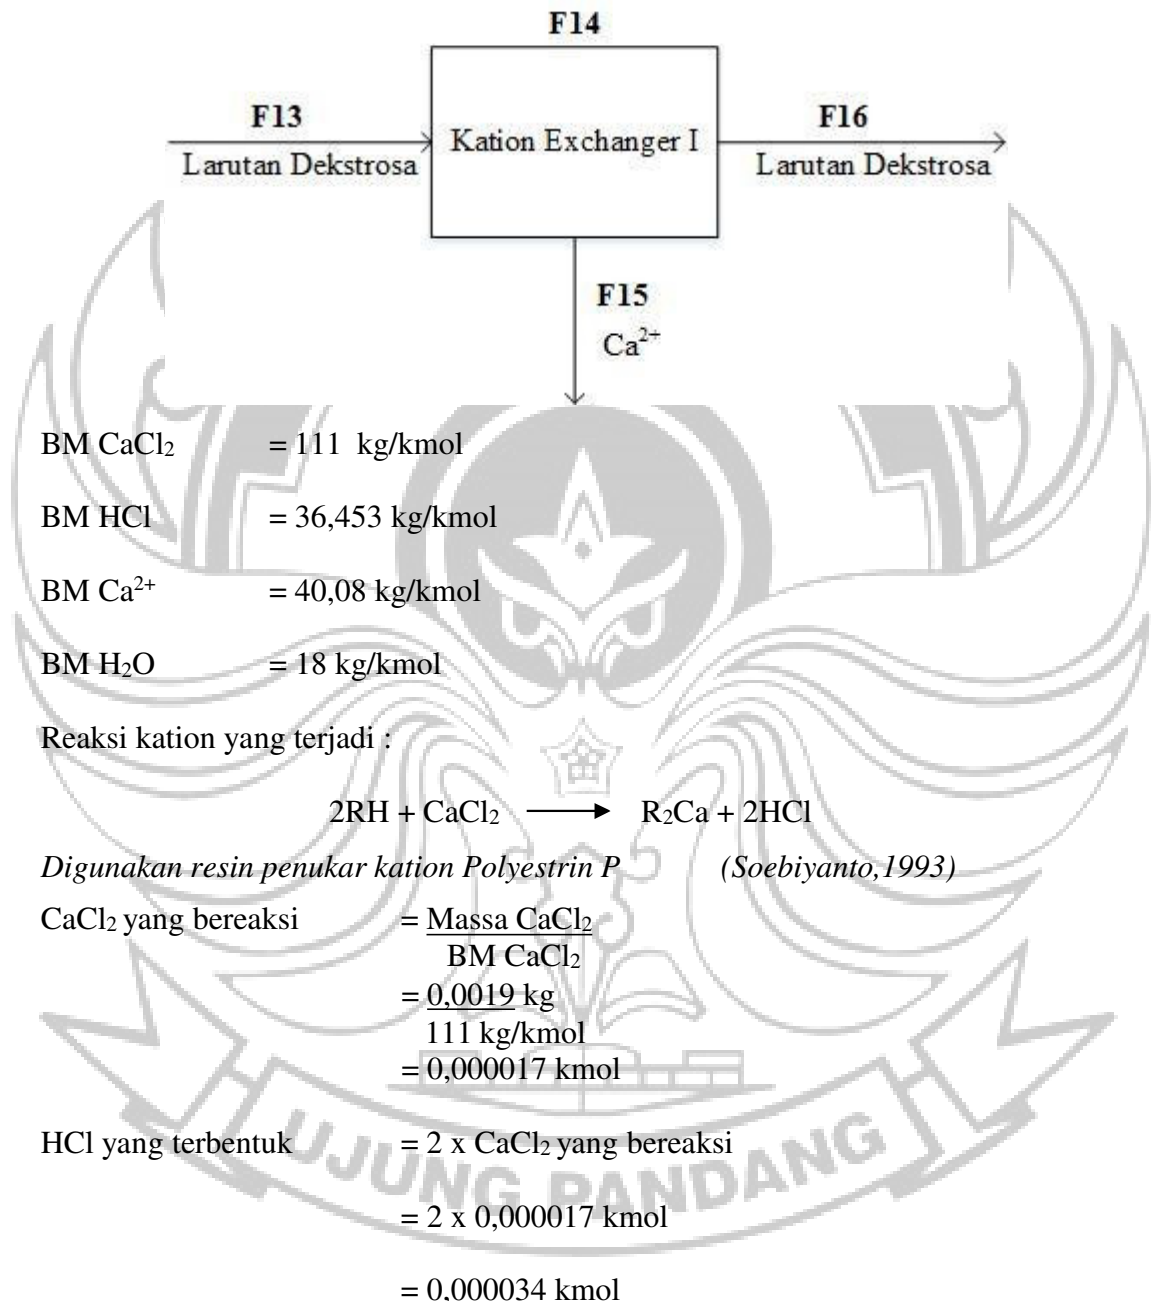 F14
F13
Larutan Dekstrosa
Kation Exchanger I
F16
Larutan Dekstrosa
F15
Ca²⁺
BM CaCl₂ = 111 kg/kmol
BM HCl = 36,453 kg/kmol
BM Ca²⁺ = 40,08 kg/kmol
BM H₂O = 18 kg/kmol
Reaksi kation yang terjadi :
2RH + CaCl₂ ⟶ R₂Ca + 2HCl
Digunakan resin penukar kation Polyestrin P (Soebiyanto,1993)
CaCl₂ yang bereaksi = Massa CaCl₂
BM CaCl₂
= 0,0019 kg
111 kg/kmol
= 0,000017 kmol
HCl yang terbentuk = 2 x CaCl₂ yang bereaksi
= 2 x 0,000017 kmol
= 0,000034 kmol
UJUNG PANDANG